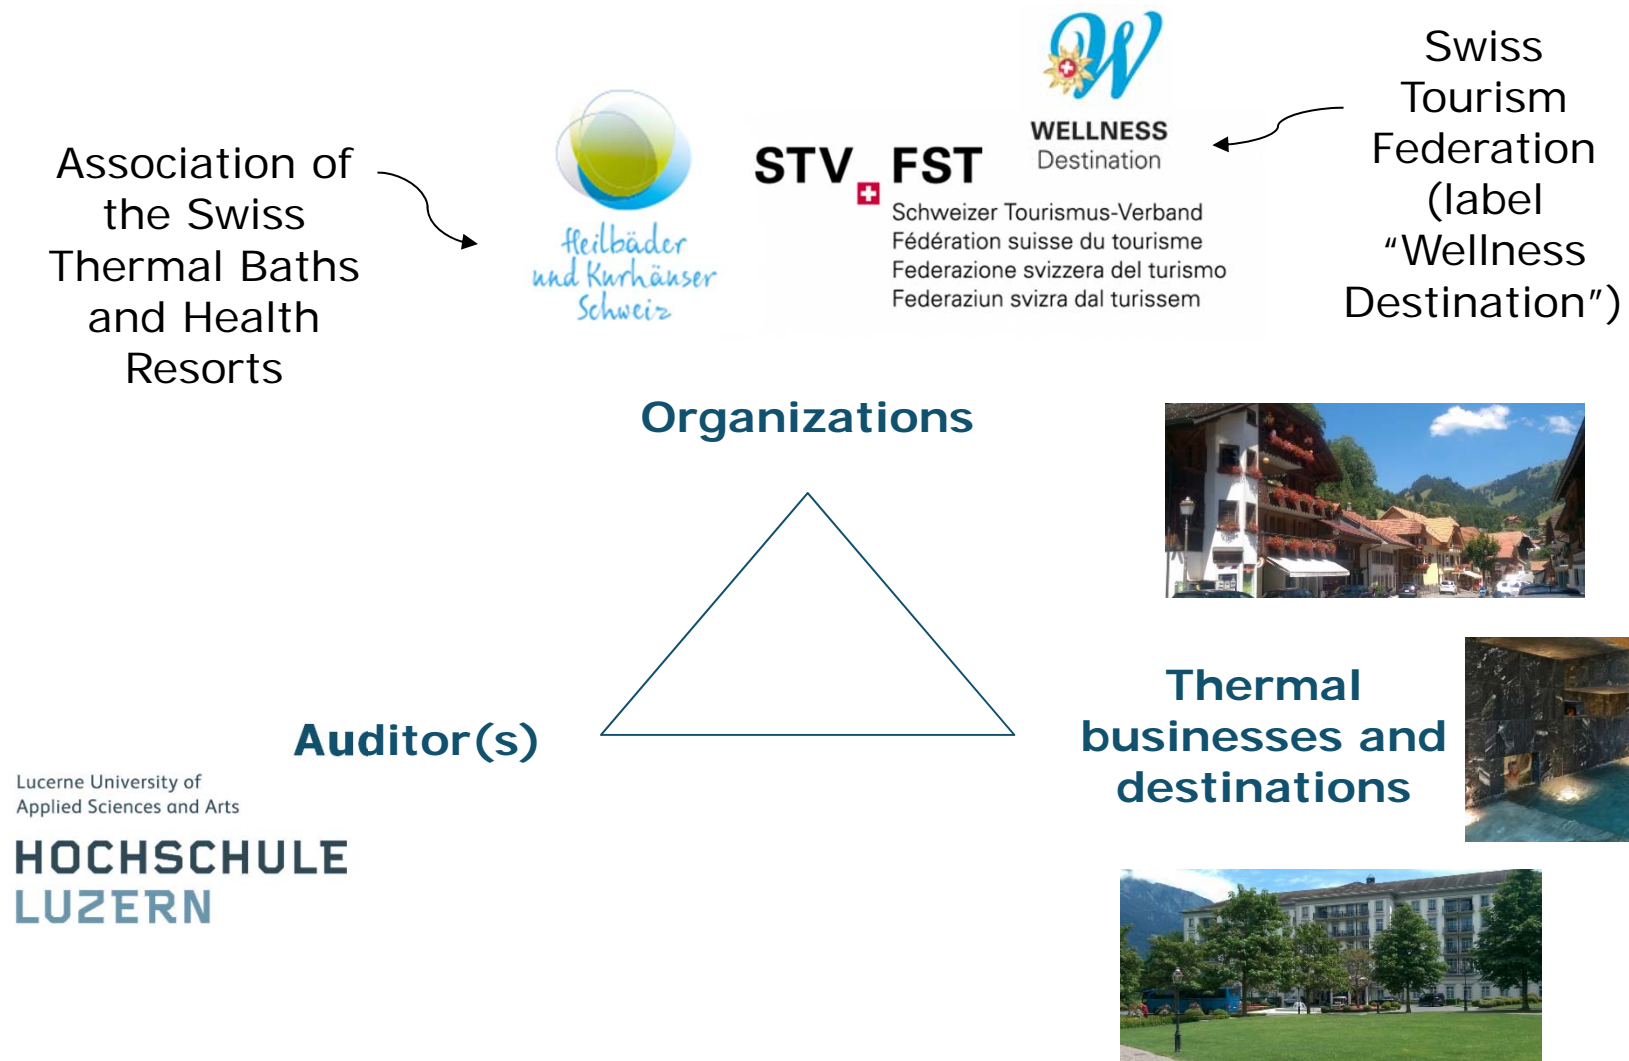 Association of
the Swiss
Thermal Baths
and Health
Resorts
Heilbäder
und Kurhäuser
Schweiz
STV FST
Schweizer Tourismus-Verband
Fédération suisse du tourisme
Federazione svizzera del turismo
Federaziun svizra dal turissem
W
WELLNESS
Destination
Swiss
Tourism
Federation
(label
“Wellness
Destination”)
Organizations
Auditor(s)
Lucerne University of
Applied Sciences and Arts
HOCHSCHULE
LUZERN
Thermal
businesses and
destinations